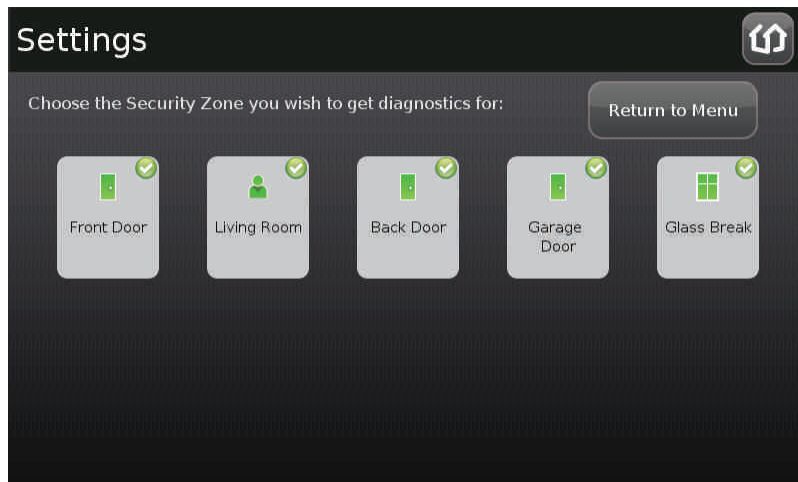 Settings
Choose the Security Zone you wish to get diagnostics for:
Return to Menu
Front Door
Living Room
Back Door
Garage
Door
Glass Break